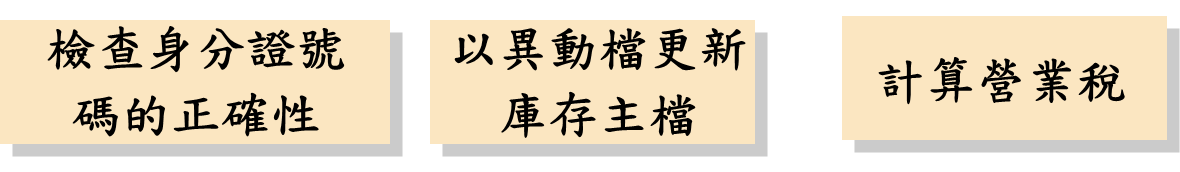 檢查身分證號
碼的正確性
以異動檔更新
庫存主檔
計算營業稅